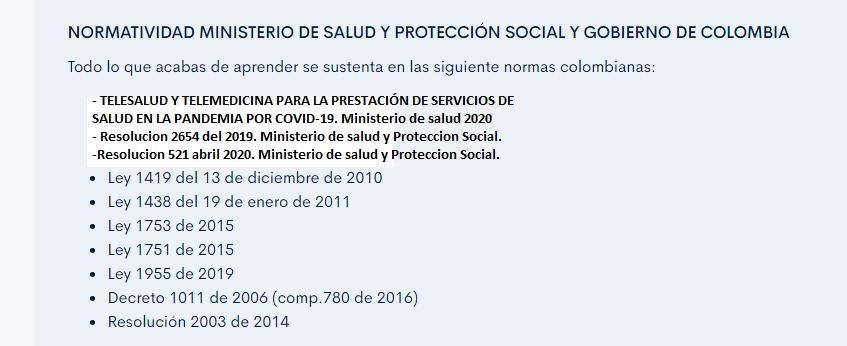 NORMATIVIDAD MINISTERIO DE SALUD Y PROTECCIÓN SOCIAL Y GOBIERNO DE COLOMBIA
Todo lo que acabas de aprender se sustenta en las siguiente normas colombianas:
- TELESALUD Y TELEMEDICINA PARA LA PRESTACIÓN DE SERVICIOS DE
SALUD EN LA PANDEMIA POR COVID-19. Ministerio de salud 2020
- Resolucion 2654 del 2019. Ministerio de salud y Proteccion Social.
-Resolucion 521 abril 2020. Ministerio de salud y Proteccion Social.
• Ley 1419 del 13 de diciembre de 2010
• Ley 1438 del 19 de enero de 2011
• Ley 1753 de 2015
• Ley 1751 de 2015
• Ley 1955 de 2019
• Decreto 1011 de 2006 (comp.780 de 2016)
• Resolución 2003 de 2014